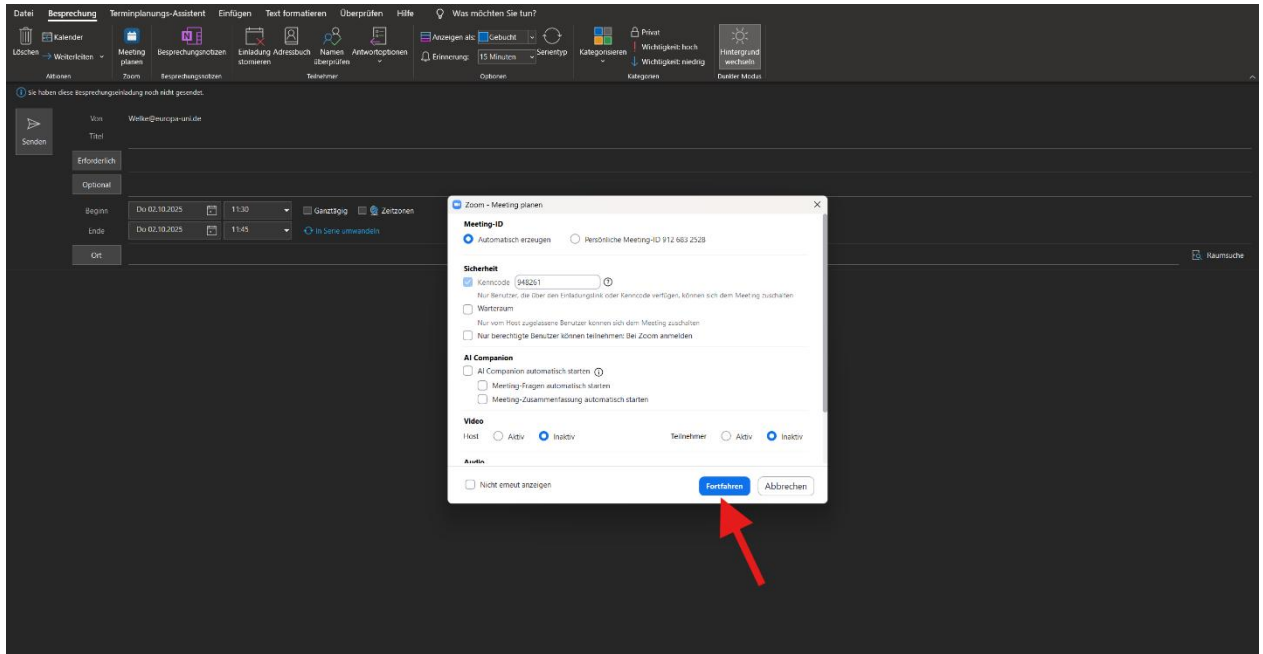 Datei Besprechung Terminplanungs-Assistent Einfügen Text formatieren Überprüfen Hilfe Was möchten Sie tun?
Löschen
Kalender
Weiterleiten
Aktionen
Meeting planen
Zoom
Besprechungsnotizen
Besprechungsnotizen
Einladung stornieren
Adressbuch
Namen überprüfen
Antwortoptionen
Teilnehmer
Anzeigen als: Gebucht
Erinnerung: 15 Minuten
Serientyp
Optionen
Kategorisieren
Privat
Wichtigkeit: hoch
Wichtigkeit: niedrig
Kategorien
Hintergrund wechseln
Dunkler Modus
Sie haben diese Besprechungseinladung noch nicht gesendet.
Senden
Von Welke@europa-uni.de
Titel
Erforderlich
Optional
Beginn Do 02.10.2025 11:30 Ganztägig Zeitzonen
Ende Do 02.10.2025 11:45 In Serie umwandeln
Ort Raumsuche
Zoom - Meeting planen
Meeting-ID
Automatisch erzeugen Persönliche Meeting-ID 912 683 2528
Sicherheit
Kenncode 948261
Nur Benutzer, die über den Einladungslink oder Kenncode verfügen, können sich dem Meeting zuschalten
Warteraum
Nur vom Host zugelassene Benutzer können sich dem Meeting zuschalten
Nur berechtigte Benutzer können teilnehmen: Bei Zoom anmelden
AI Companion
AI Companion automatisch starten
Meeting-Fragen automatisch starten
Meeting-Zusammenfassung automatisch starten
Video
Host Aktiv Inaktiv Teilnehmer Aktiv Inaktiv
Audio
Nicht erneut anzeigen Fortfahren Abbrechen